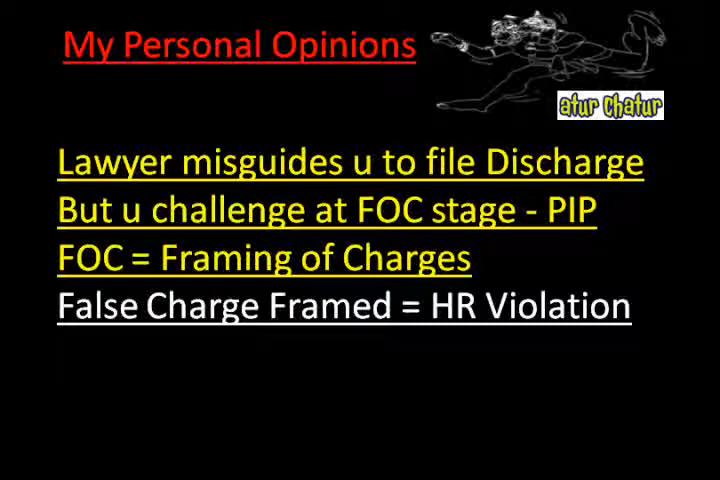 My Personal Opinions
atur chatur
Lawyer misguides u to file Discharge
But u challenge at FOC stage - PIP
FOC = Framing of Charges
False Charge Framed = HR Violation